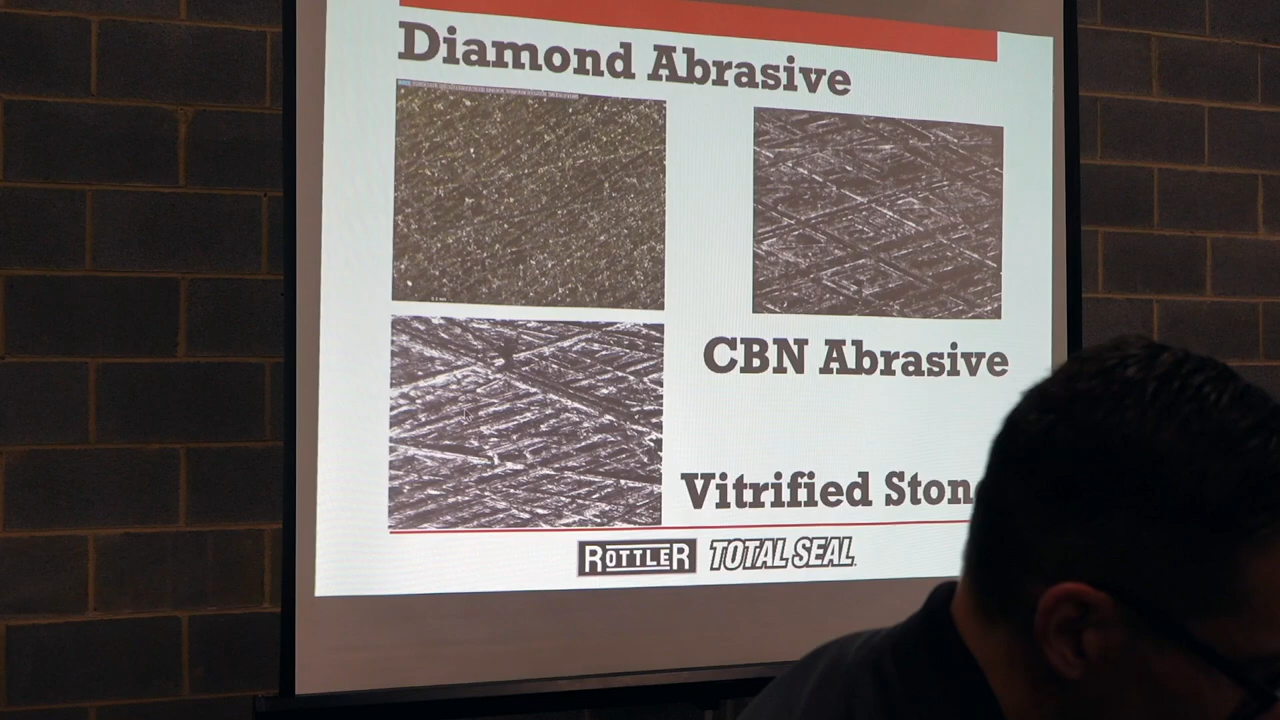 Diamond Abrasive
CBN Abrasive
Vitrified Ston
ROTTLER TOTAL SEAL